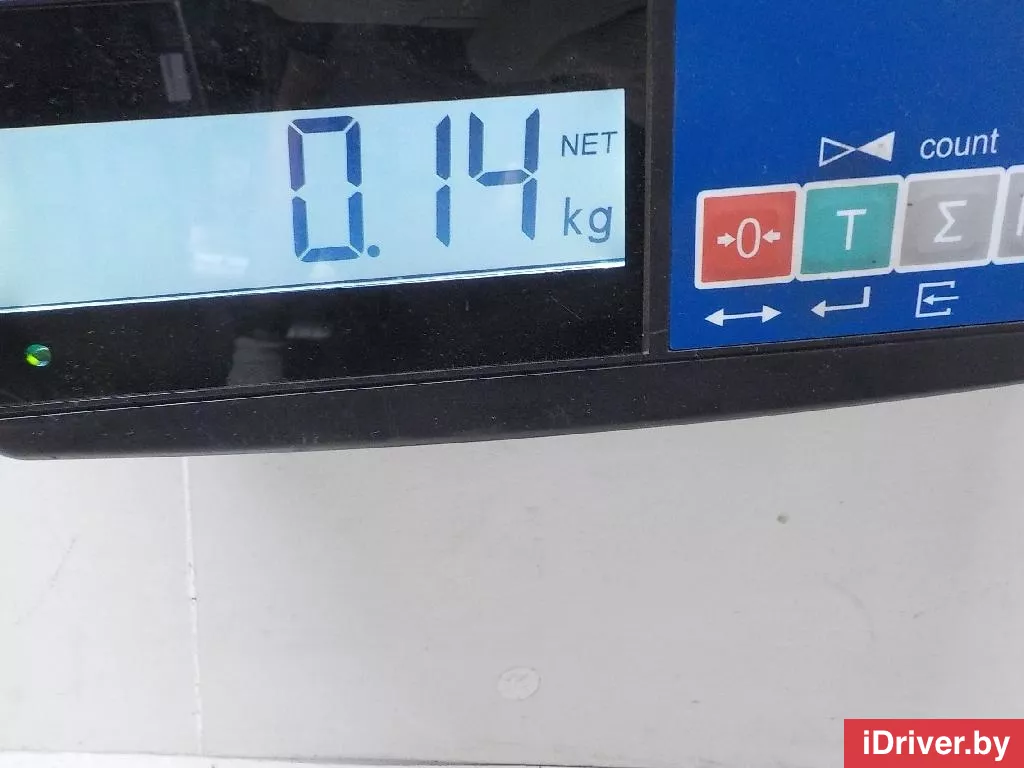 0.14
NET
kg
count
→0←
T
Σ
iDriver.by